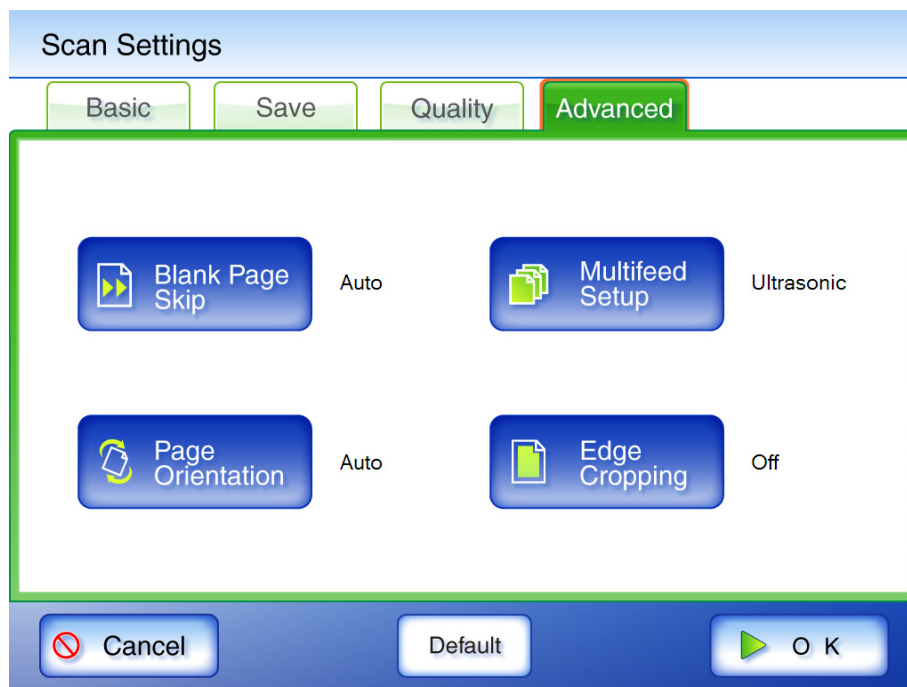 Scan Settings
Basic Save Quality Advanced
Blank Page
Skip
Auto
Multifeed
Setup
Ultrasonic
Page
Orientation
Auto
Edge
Cropping
Off
Cancel Default O K